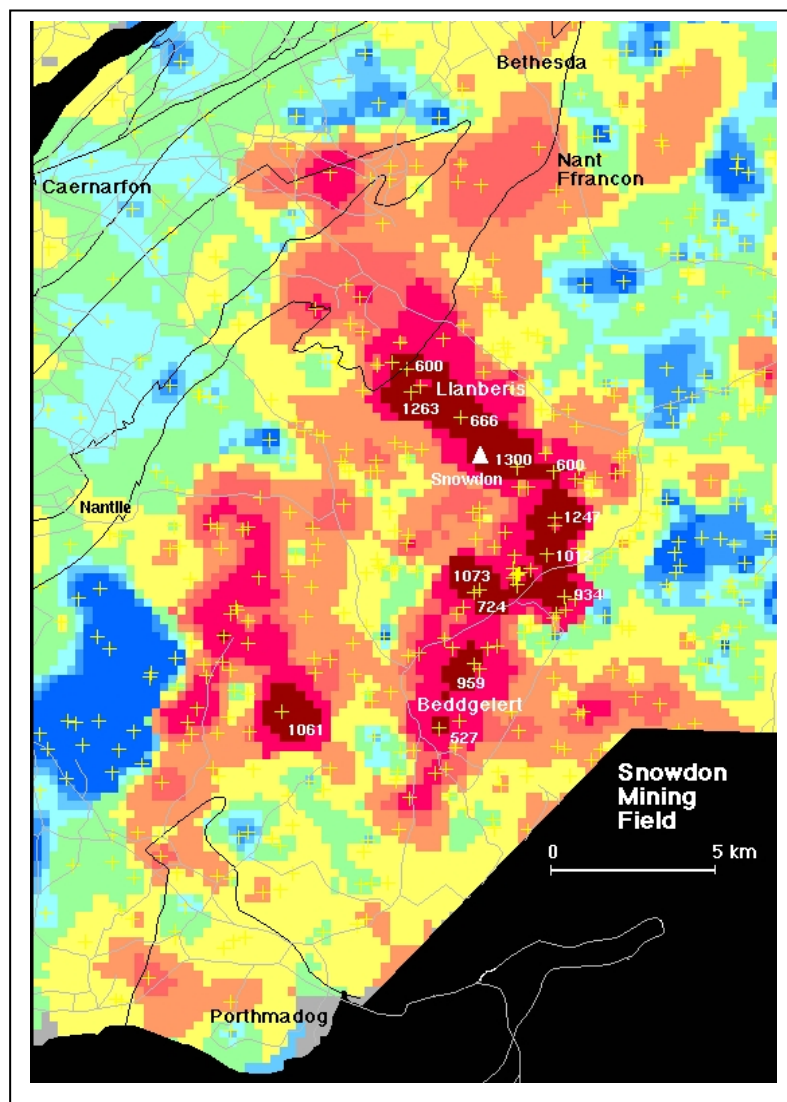 Bethesda
Nant
Ffrancon
Caernarfon
600
Llanberis
1263
666
1300
600
Snowdon
Nantlle
1247
1012
1073
934
724
959
Beddgelert
1061
527
Snowdon
Mining
Field
0 5 km
Porthmadog